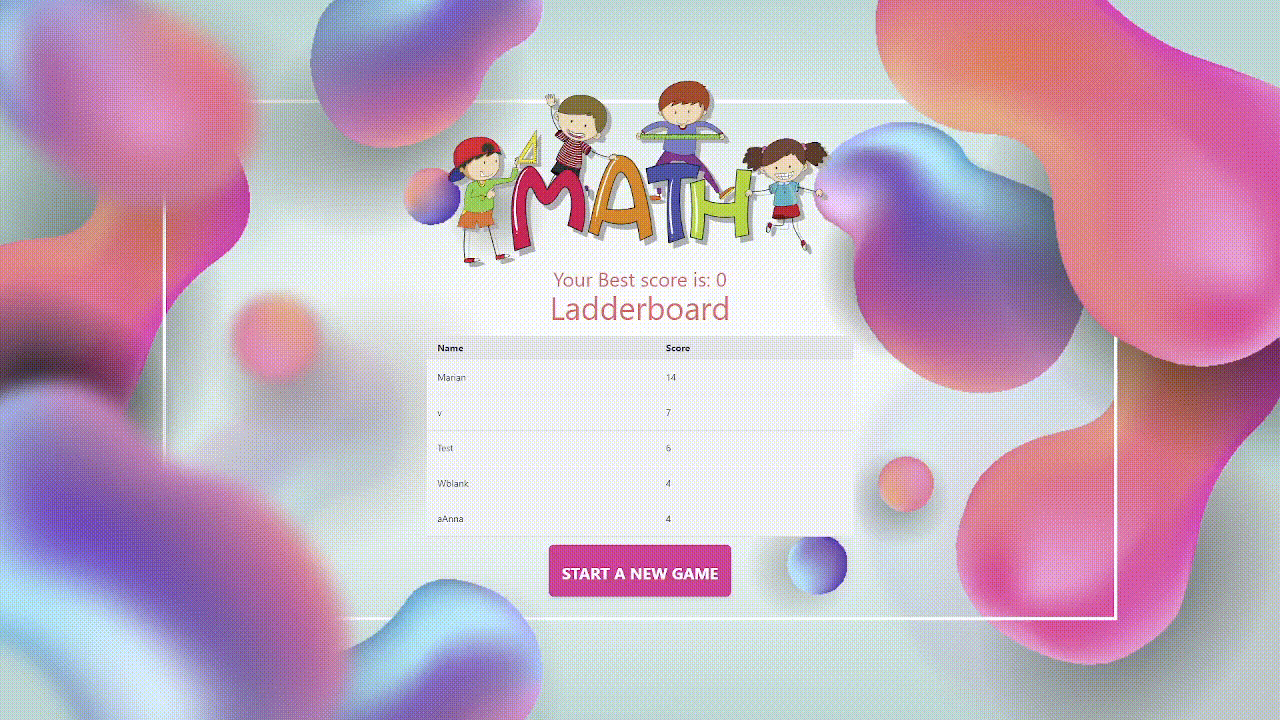 MATH
Your Best score is: 0
Ladderboard
Name Score
Marian 14
v 7
Test 6
Wblank 4
aAnna 4
START A NEW GAME